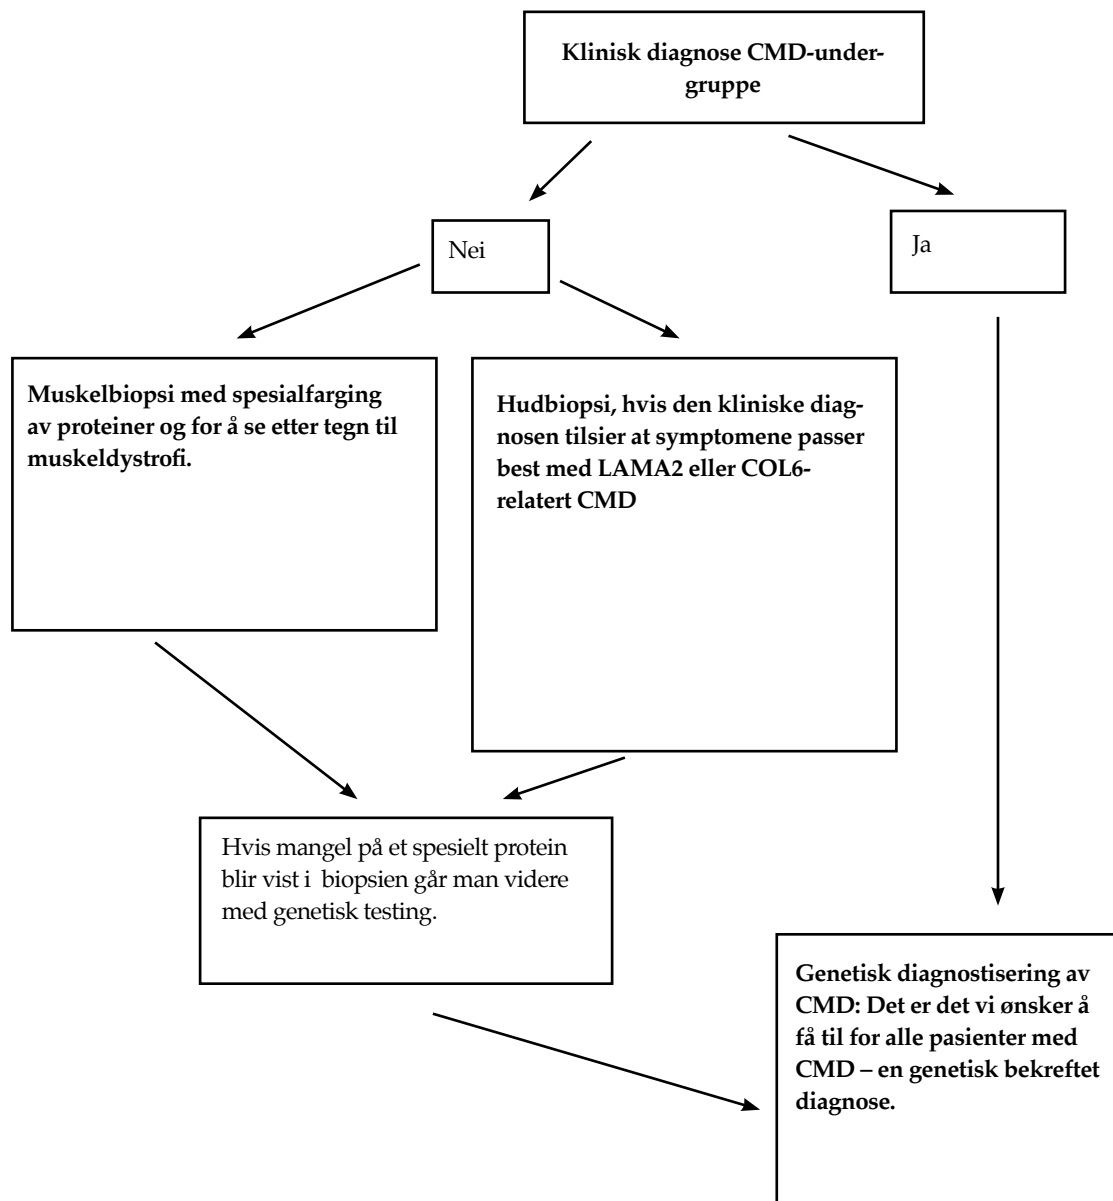 Klinisk diagnose CMD-under-
gruppe
Nei
Ja
Muskelbiopsi med spesialfarging
av proteiner og for å se etter tegn til
muskeldystrofi.
Hudbiopsi, hvis den kliniske diag-
nosen tilsier at symptomene passer
best med LAMA2 eller COL6-
relatert CMD
Hvis mangel på et spesielt protein
blir vist i  biopsien går man videre
med genetisk testing.
Genetisk diagnostisering av
CMD: Det er det vi ønsker å
få til for alle pasienter med
CMD – en genetisk bekreftet
diagnose.